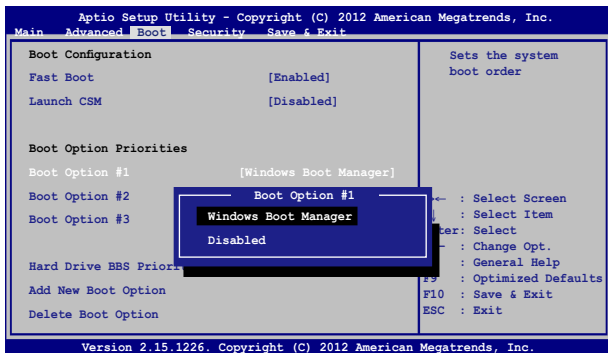 Aptio Setup Utility - Copyright (C) 2012 American Megatrends, Inc.
Main Advanced Boot Security Save & Exit
Boot Configuration
Fast Boot [Enabled]
Launch CSM [Disabled]
Boot Option Priorities
Boot Option #1 [Windows Boot Manager]
Boot Option #2
Boot Option #3
Hard Drive BBS
Add New Boot Option
Delete Boot Option
Boot Option #1
Windows Boot Manager
Disabled
Sets the system
boot order
← : Select Screen
: Select Item
: Select
: Change Opt.
: General Help
F9 : Optimized Defaults
F10 : Save & Exit
ESC : Exit
Version 2.15.1226. Copyright (C) 2012 American Megatrends, Inc.